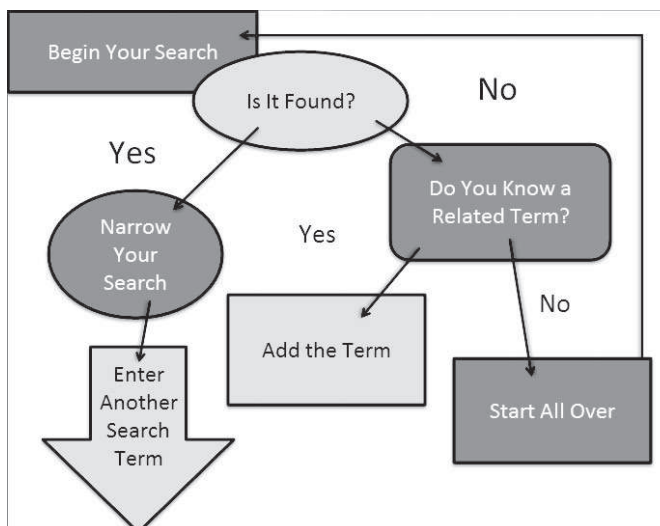 Begin Your Search
Is It Found?
No
Yes
Do You Know a
Related Term?
Narrow
Your
Search
Yes
No
Add the Term
Enter
Another
Search
Term
Start All Over